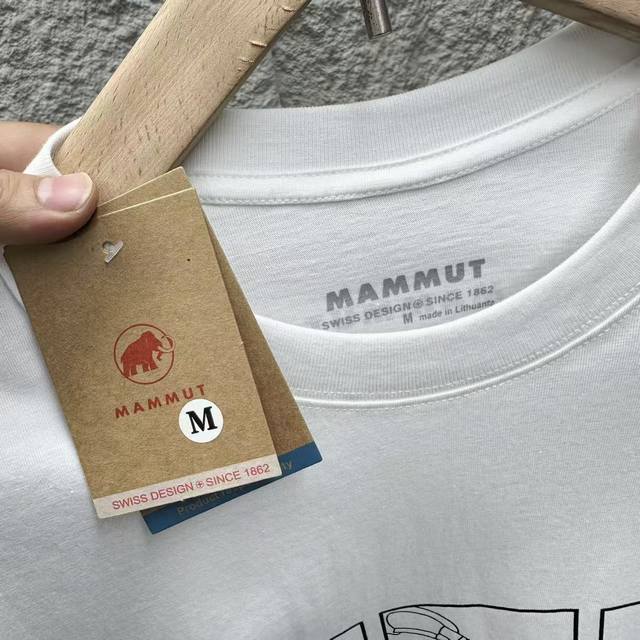 MAMMUT
SWISS DESIGN SINCE 1862
M made in Lithuania
MAMMUT
M
SWISS DESIGN SINCE 1862